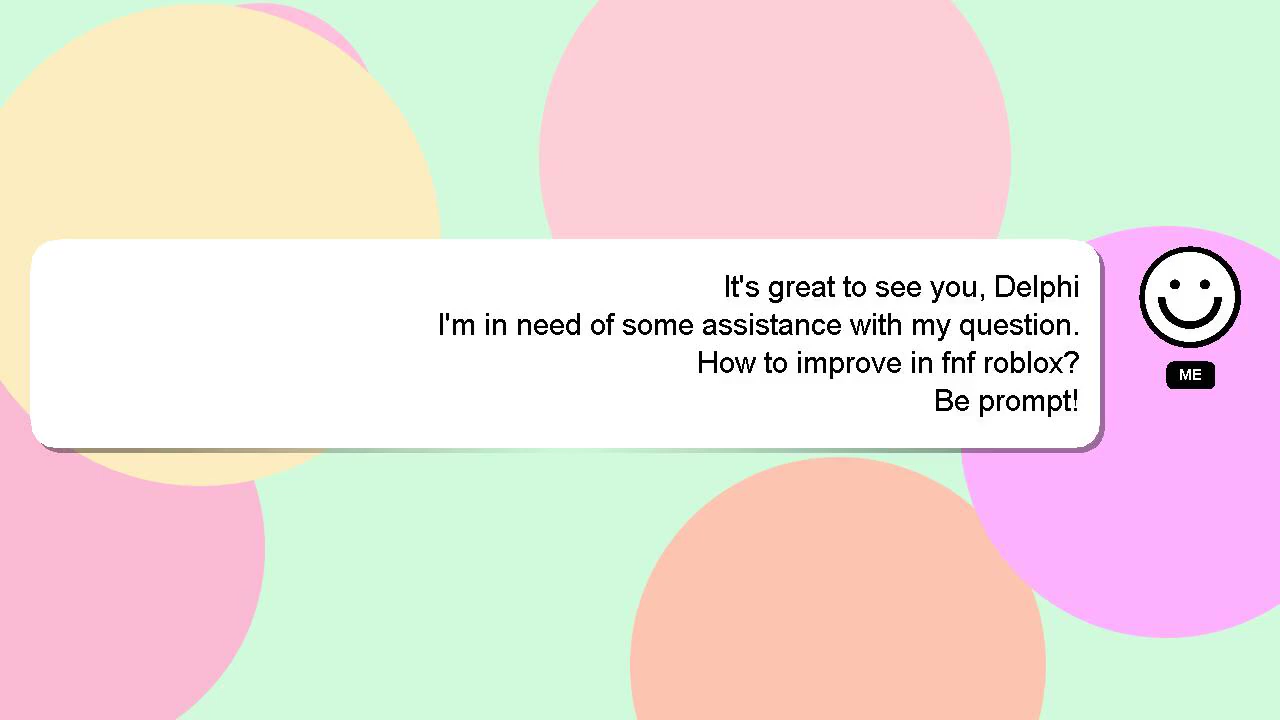 It's great to see you, Delphi
I'm in need of some assistance with my question.
How to improve in fnf roblox?
Be prompt!
ME